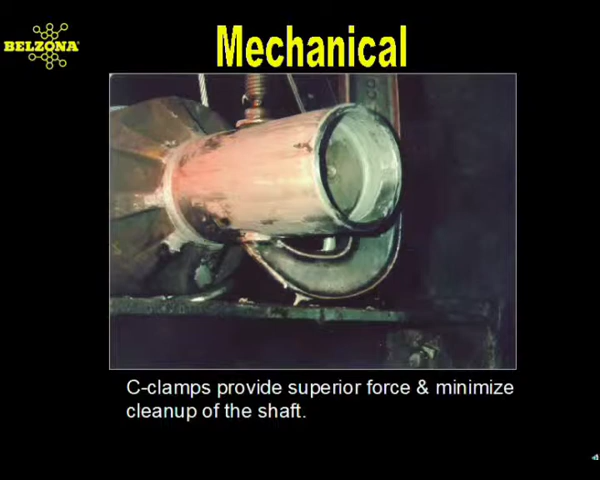 BELZONA
Mechanical
C-clamps provide superior force & minimize
cleanup of the shaft.